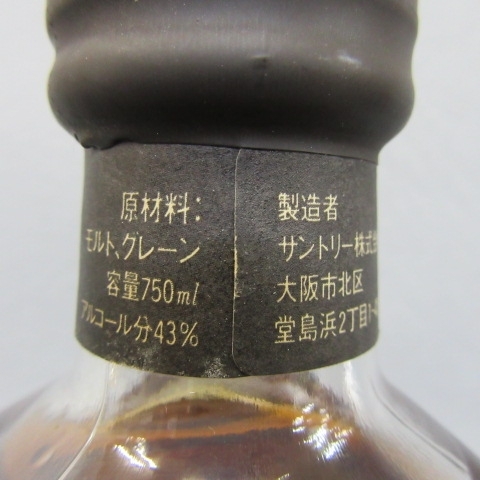 原材料:
モルト、グレーン
容量750ml
アルコール分43%
製造者
サントリー株式会
大阪市北区
堂島浜2丁目1-